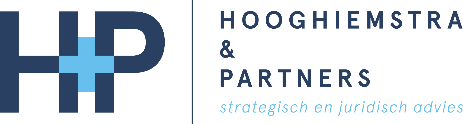 H+P
HOOGHIEMSTRA
&
PARTNERS
strategisch en juridisch advies